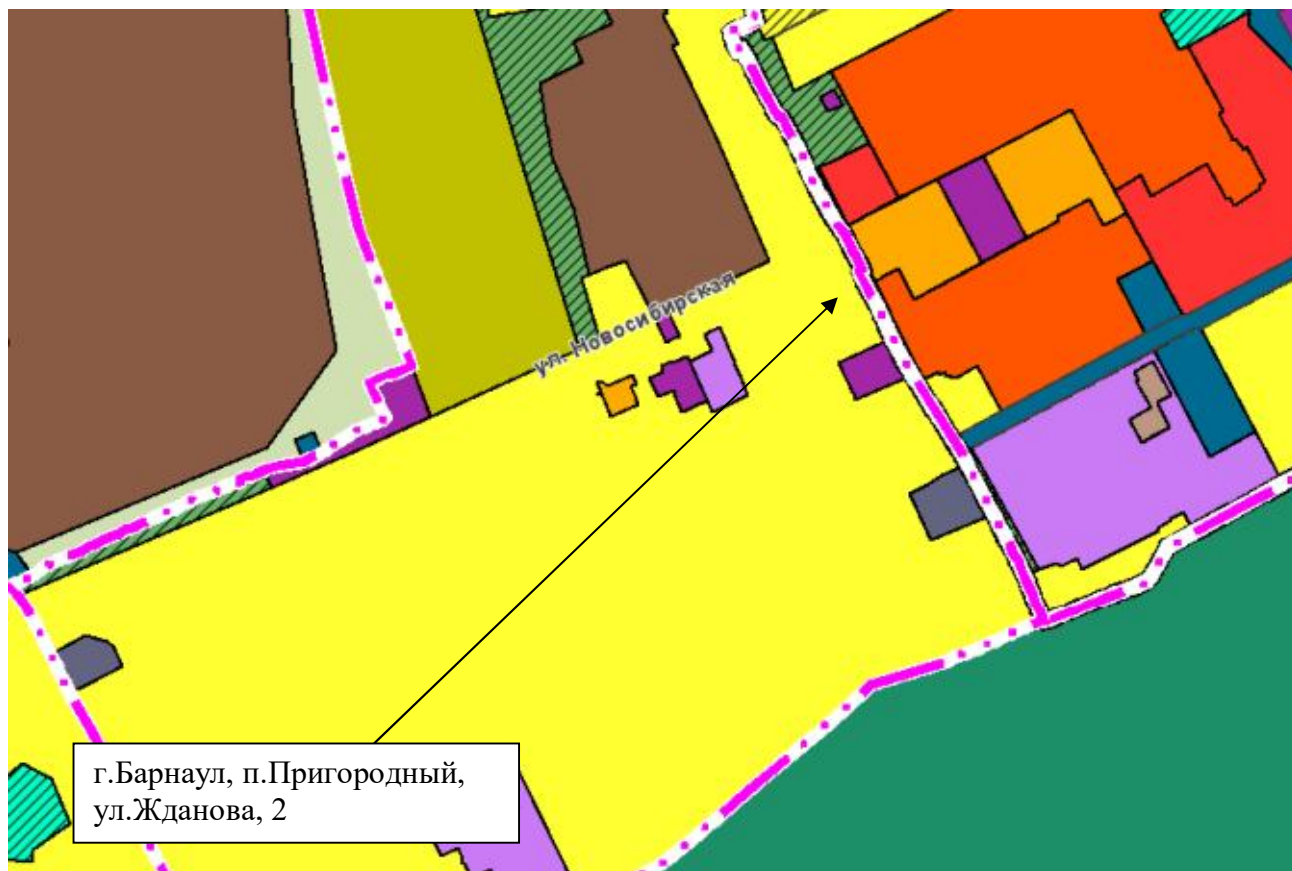 ул. Новосибирская
г.Барнаул, п.Пригородный,
ул.Жданова, 2